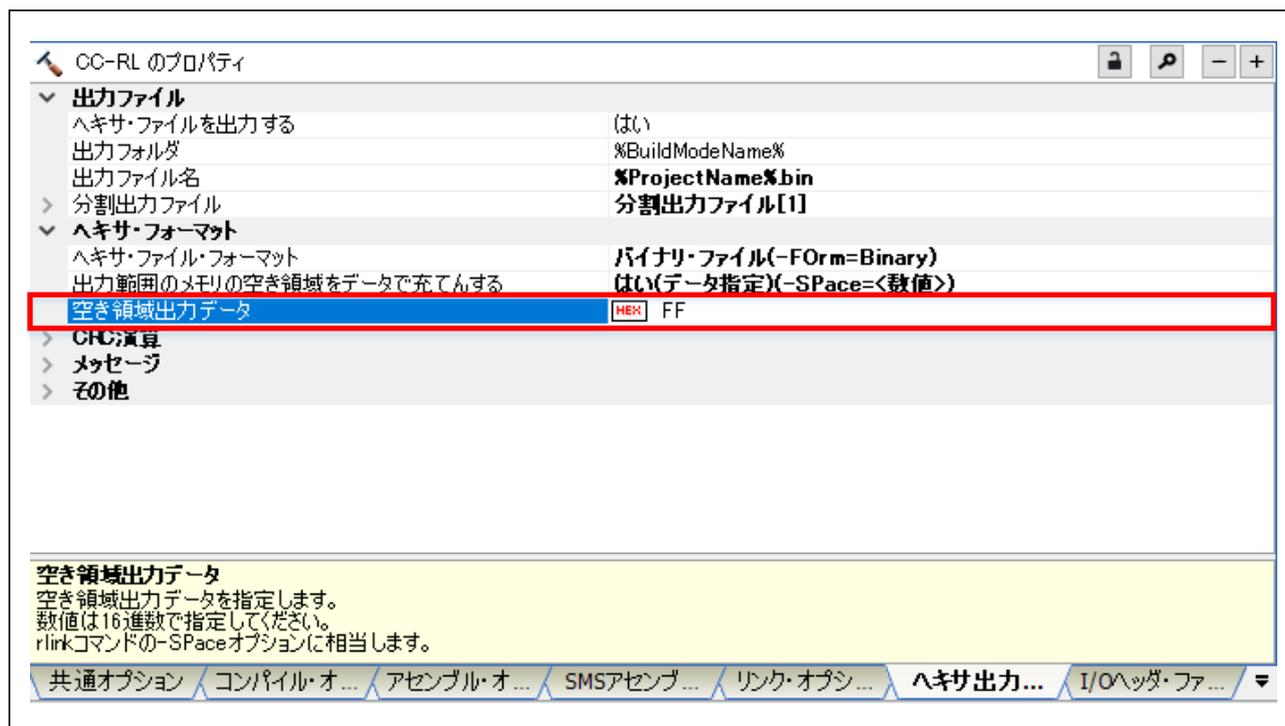 CC-RL のプロパティ
出力ファイル
ヘキサ・ファイルを出力する はい
出力フォルダ %BuildModeName%
出力ファイル名 %ProjectName%.bin
分割出力ファイル 分割出力ファイル[1]
ヘキサ・フォーマット
ヘキサ・ファイル・フォーマット バイナリ・ファイル(-FOrm=Binary)
出力範囲のメモリの空き領域をデータで充てんする はい(データ指定)(-SPace=<数値>)
空き領域出力データ HEX FF
CRC演算
メッセージ
その他
空き領域出力データ
空き領域出力データを指定します。
数値は16進数で指定してください。
rlinkコマンドの-SPaceオプションに相当します。
共通オプション コンパイル・オ... アセンブル・オ... SMSアセンブ... リンク・オプシ... ヘキサ出力... I/Oヘッダ・ファ...